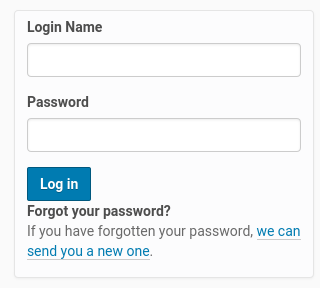 Login Name
Password
Log in
Forgot your password?
If you have forgotten your password, we can
send you a new one.